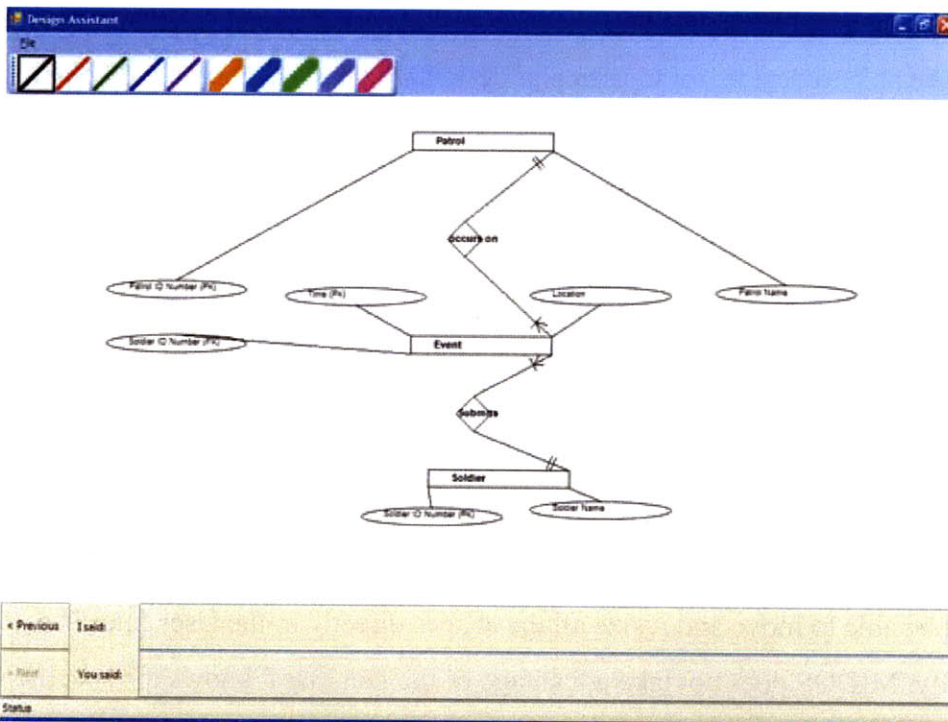 Design Assistant
File
Patrol
occurs on
Patrol ID Number (PK)
Time (PK)
Location
Patrol Name
Soldier ID Number (PK)
Event
Submits
Soldier
Soldier ID Number (PK)
Soldier Name
< Previous
I said:
> Next
You said:
Status